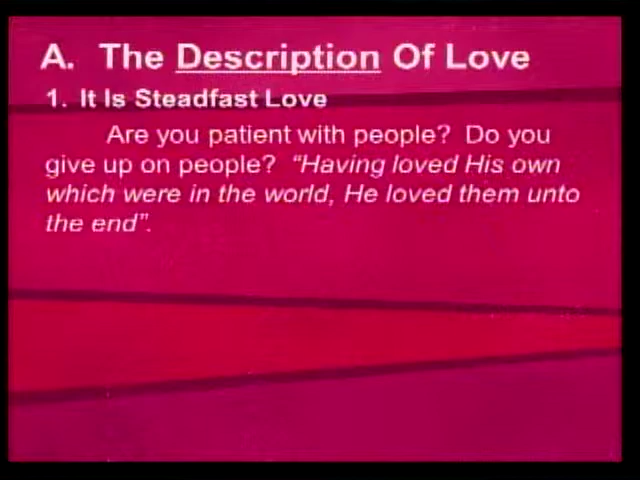 A. The Description Of Love
1. It Is Steadfast Love
Are you patient with people? Do you
give up on people? “Having loved His own
which were in the world, He loved them unto
the end”.